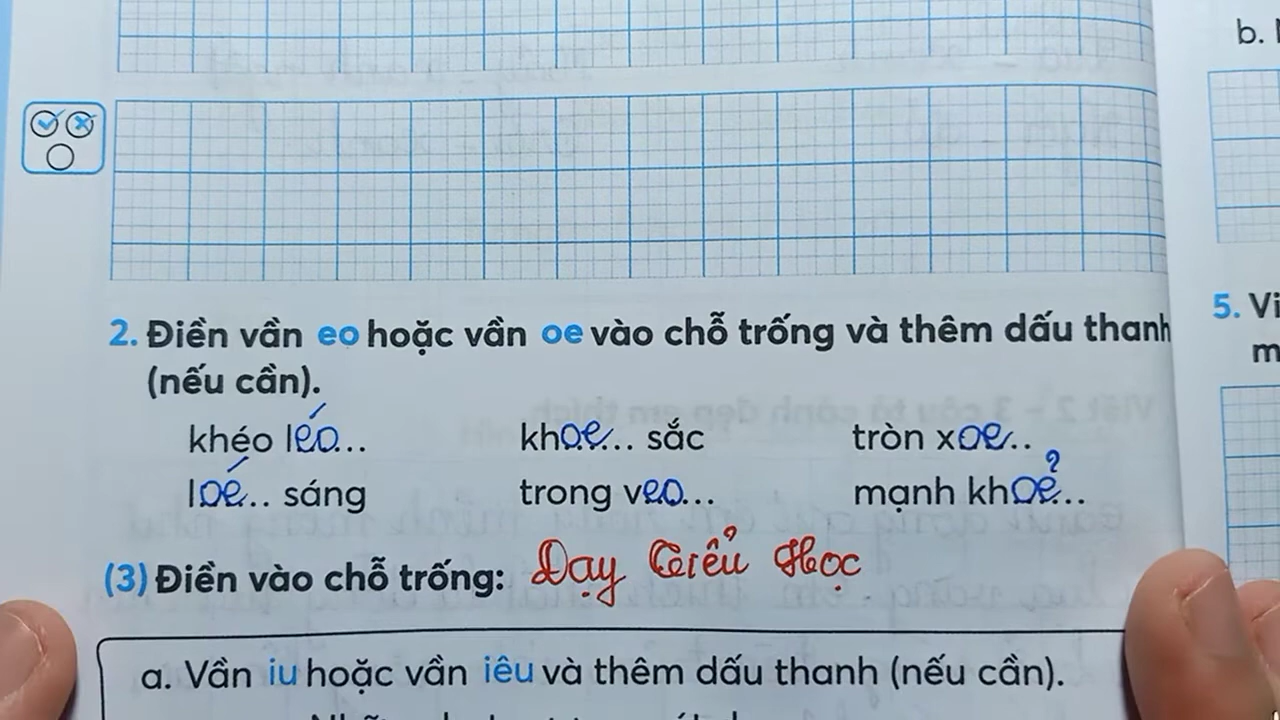 b.
2. Điền vần eo hoặc vần oe vào chỗ trống và thêm dấu thanh
(nếu cần).
khéo léo... khoe... sắc tròn xoe...
loé... sáng trong veo... mạnh khoẻ...
(3) Điền vào chỗ trống: Dạy Tiểu Học
a. Vần iu hoặc vần iêu và thêm dấu thanh (nếu cần).
5. Vi
m